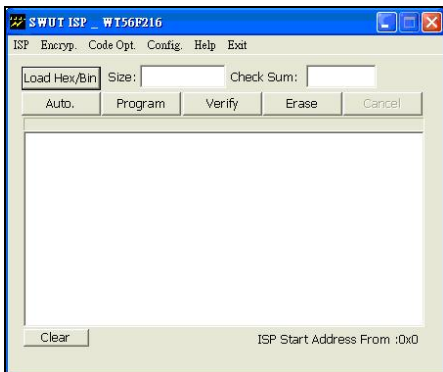 SWUT ISP _ WT56F216
ISP Encryp. Code Opt. Config. Help Exit
Load Hex/Bin Size: Check Sum:
Auto. Program Verify Erase Cancel
Clear ISP Start Address From :0x0